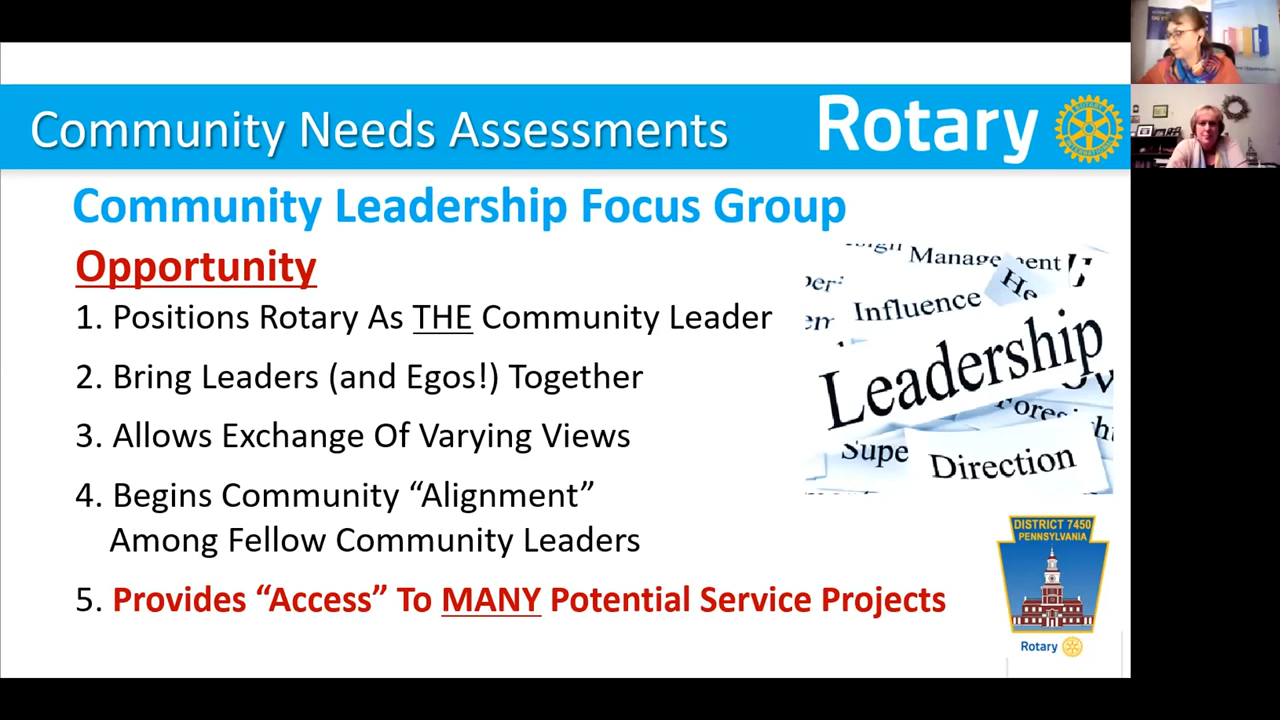 Community Needs Assessments
Rotary
Community Leadership Focus Group
Opportunity
1. Positions Rotary As THE Community Leader
2. Bring Leaders (and Egos!) Together
3. Allows Exchange Of Varying Views
4. Begins Community “Alignment”
Among Fellow Community Leaders
5. Provides “Access” To MANY Potential Service Projects
Influence
Leadership
Direction
DISTRICT 7450
PENNSYLVANIA
Rotary